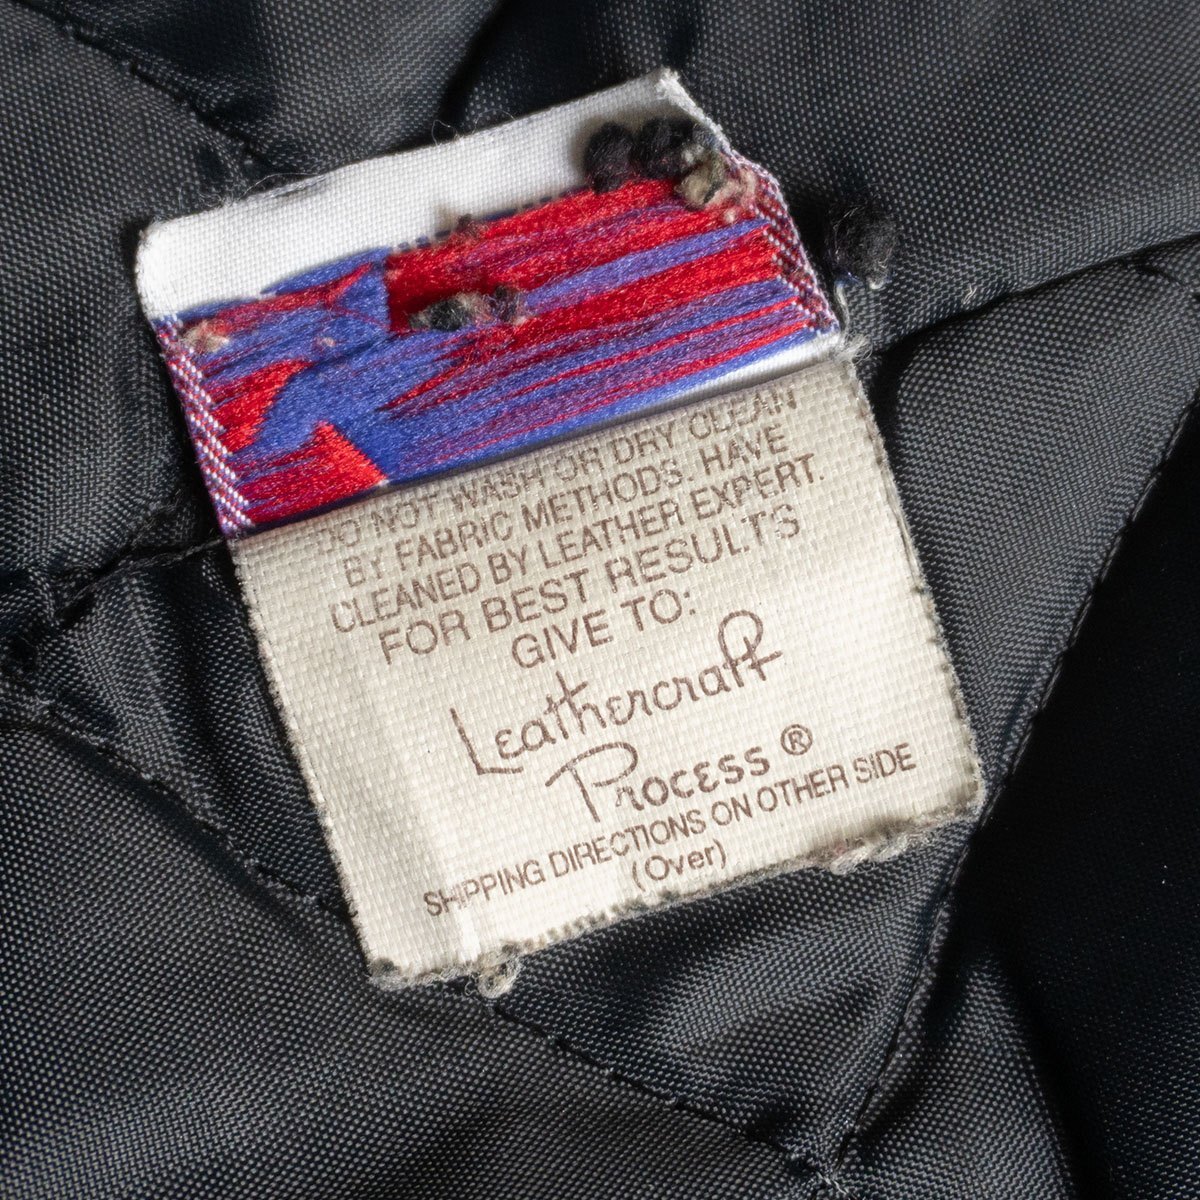 DO NOT WASH OR DRY CLEAN
BY FABRIC METHODS. HAVE
CLEANED BY LEATHER EXPERT.
FOR BEST RESULTS
GIVE TO:
Leathercraft
Process ®
SHIPPING DIRECTIONS ON OTHER SIDE
(Over)